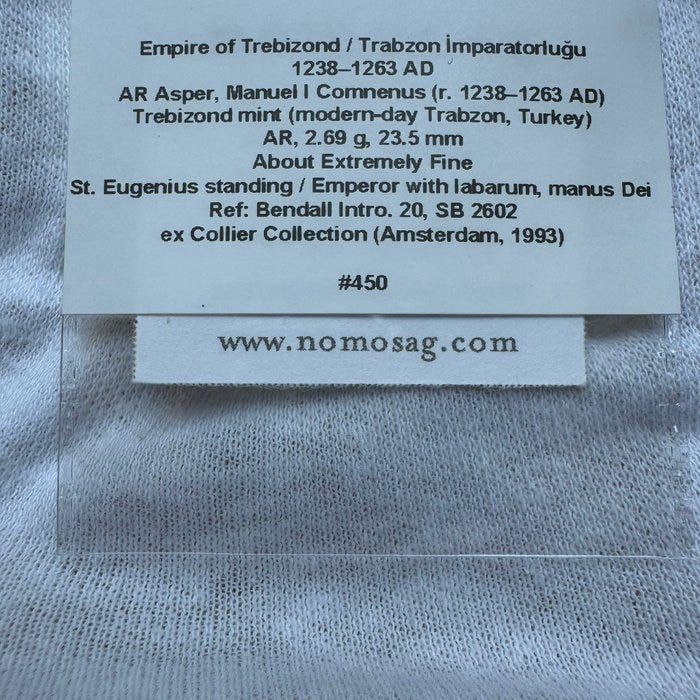 Empire of Trebizond / Trabzon İmparatorluğu
1238–1263 AD
AR Asper, Manuel I Comnenus (r. 1238–1263 AD)
Trebizond mint (modern-day Trabzon, Turkey)
AR, 2.69 g, 23.5 mm
About Extremely Fine
St. Eugenius standing / Emperor with labarum, manus Dei
Ref: Bendall Intro. 20, SB 2602
ex Collier Collection (Amsterdam, 1993)
#450
www.nomosag.com